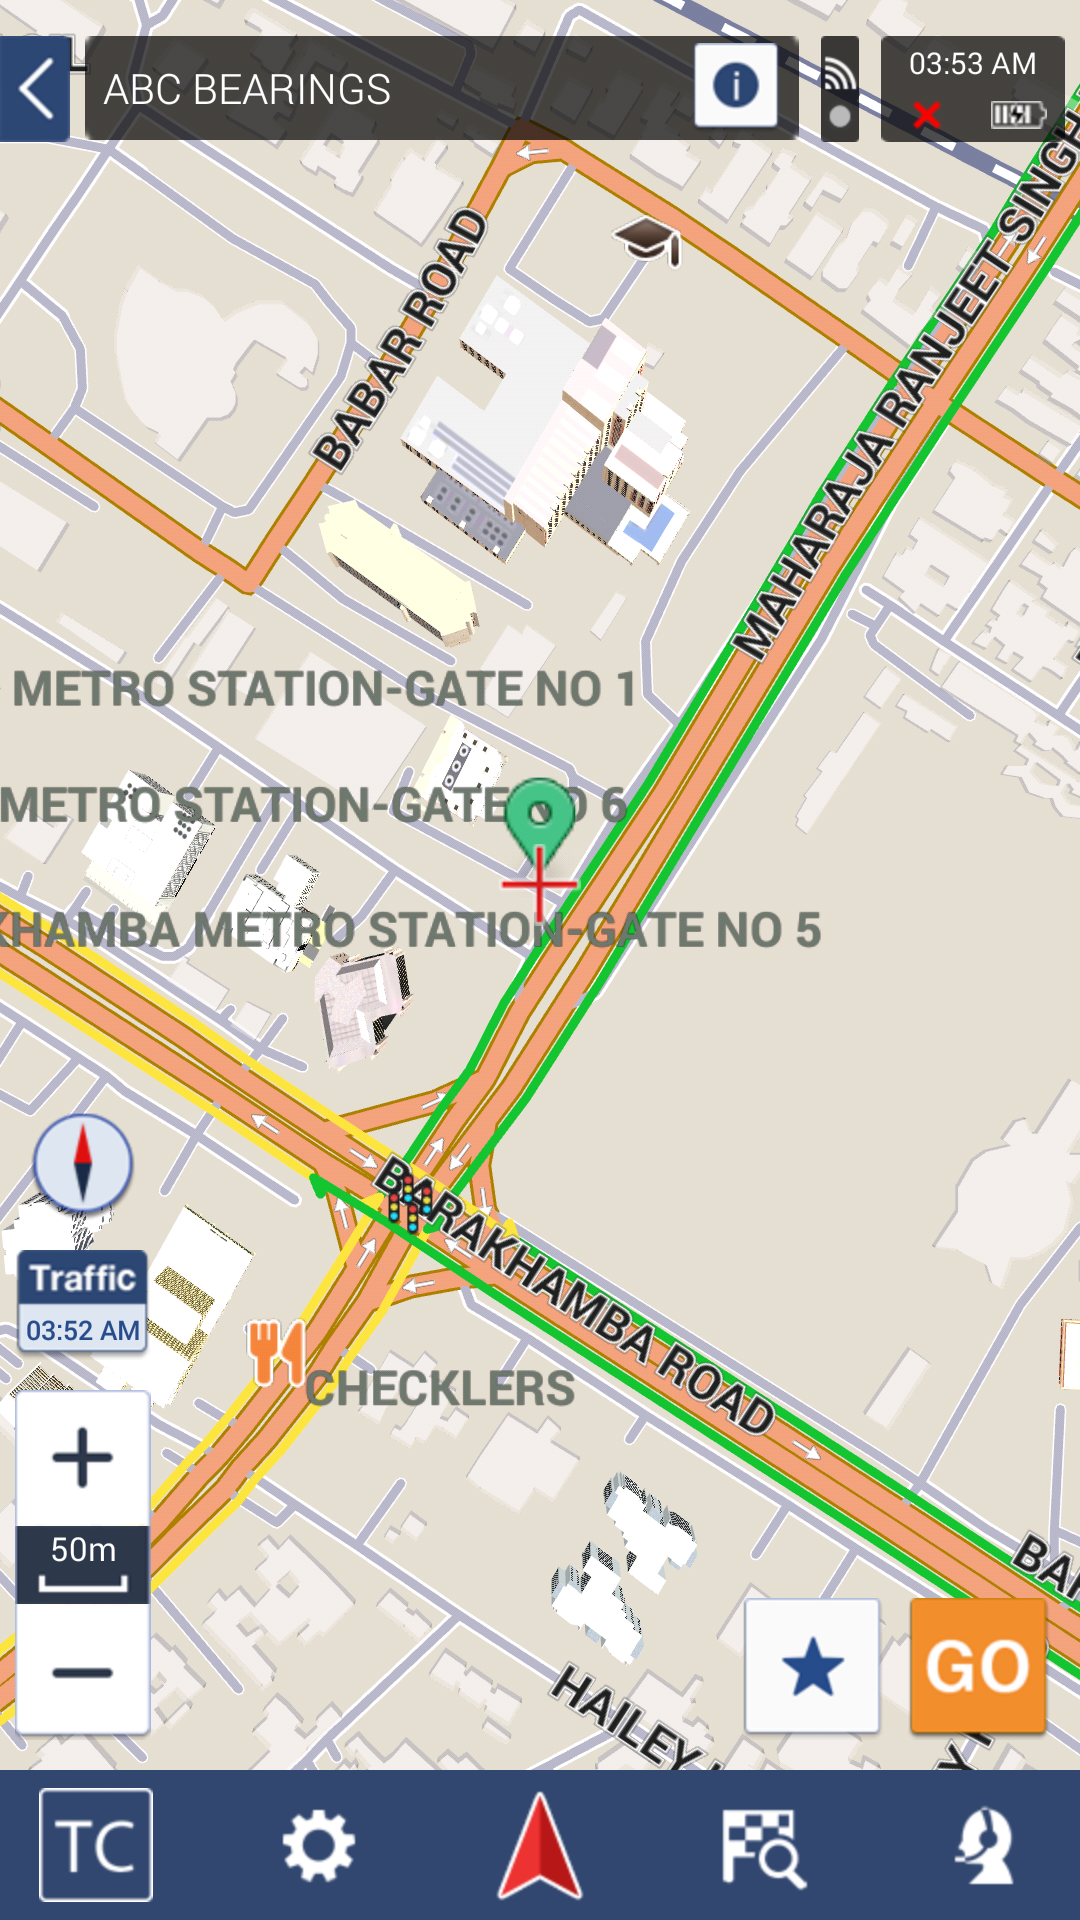 ABC BEARINGS
03:53 AM
BABAR ROAD
MAHARAJA RANJEET SINGH
METRO STATION-GATE NO 1
METRO STATION-GATE NO 6
KHAMBA METRO STATION-GATE NO 5
BARAKHAMBA ROAD
Traffic
03:52 AM
CHECKLERS
50m
BAR
HAILEY
GO
TC